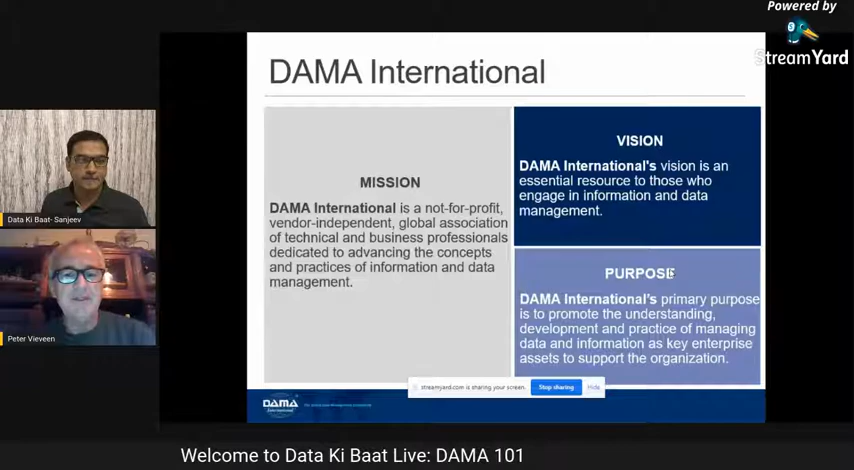 Powered by
StreamYard
DAMA International
MISSION
DAMA International is a not-for-profit,
vendor-independent, global association
of technical and business professionals
dedicated to advancing the concepts
and practices of information and data
management.
VISION
DAMA International's vision is an
essential resource to those who
engage in information and data
management.
PURPOSE
DAMA International's primary purpose
is to promote the understanding,
development and practice of managing
data and information as key enterprise
assets to support the organization.
Data Ki Baat- Sanjeev
Peter Vieveen
streamyard.com is sharing your screen.
Stop sharing
Hide
DAMA
International
Welcome to Data Ki Baat Live: DAMA 101